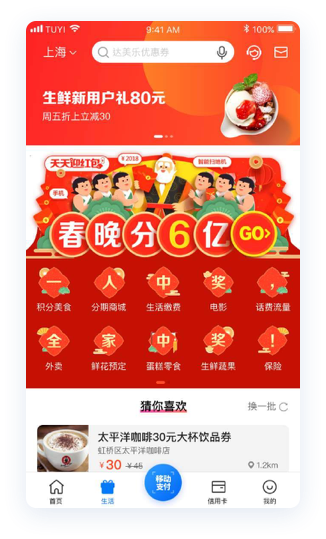 TUYI 9:41 AM 100%
上海 达美乐优惠券
生鲜新用户礼80元
周五折上立减30
天天迎红包
¥2018
智能扫地机
手机
春晚分6亿 GO>
一 人 中 奖 ,
积分美食 分期商城 生活缴费 电影 话费流量
全 家 中 奖 !
外卖 鲜花预定 蛋糕零食 生鲜蔬果 保险
猜你喜欢 换一批
太平洋咖啡30元大杯饮品券
虹桥区太平洋咖啡店
¥30 ¥45 1.2km
移动
支付
首页 生活 信用卡 我的